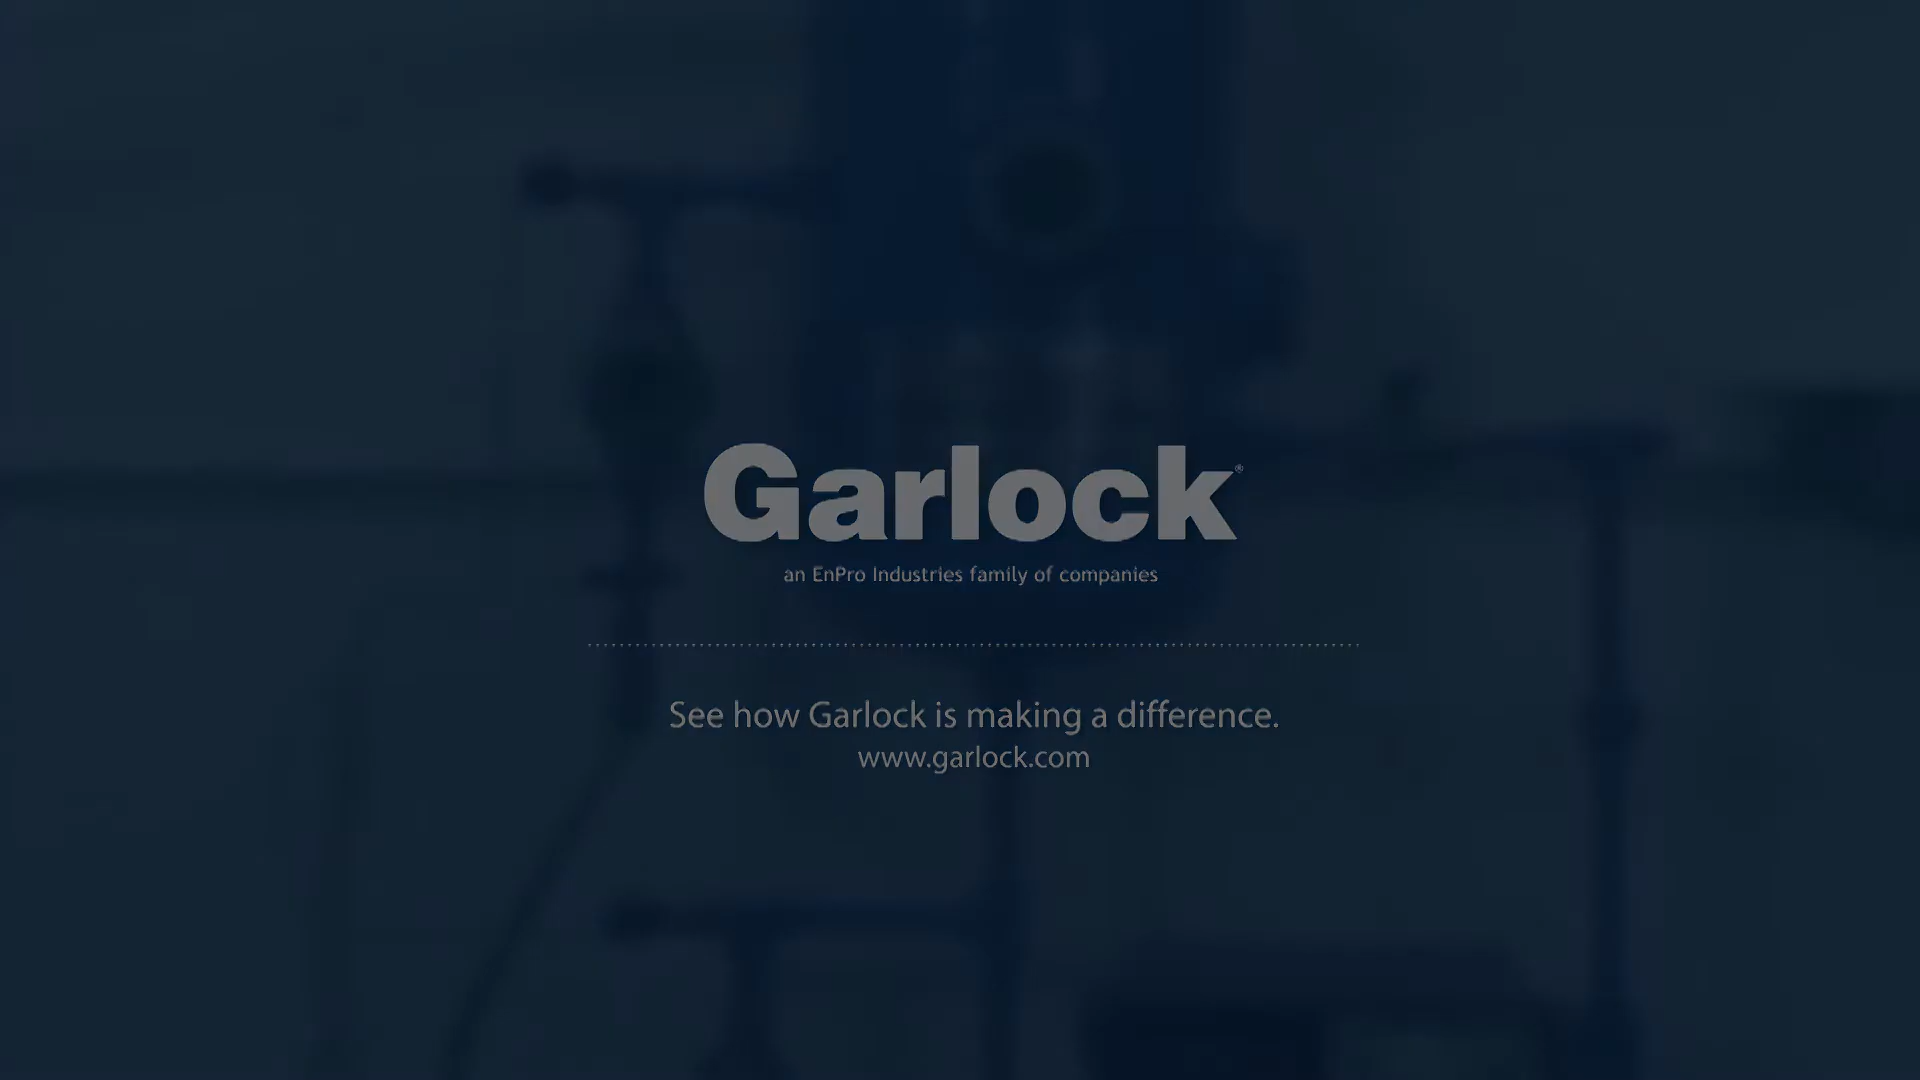 Garlock®
an EnPro Industries family of companies
See how Garlock is making a difference.
www.garlock.com